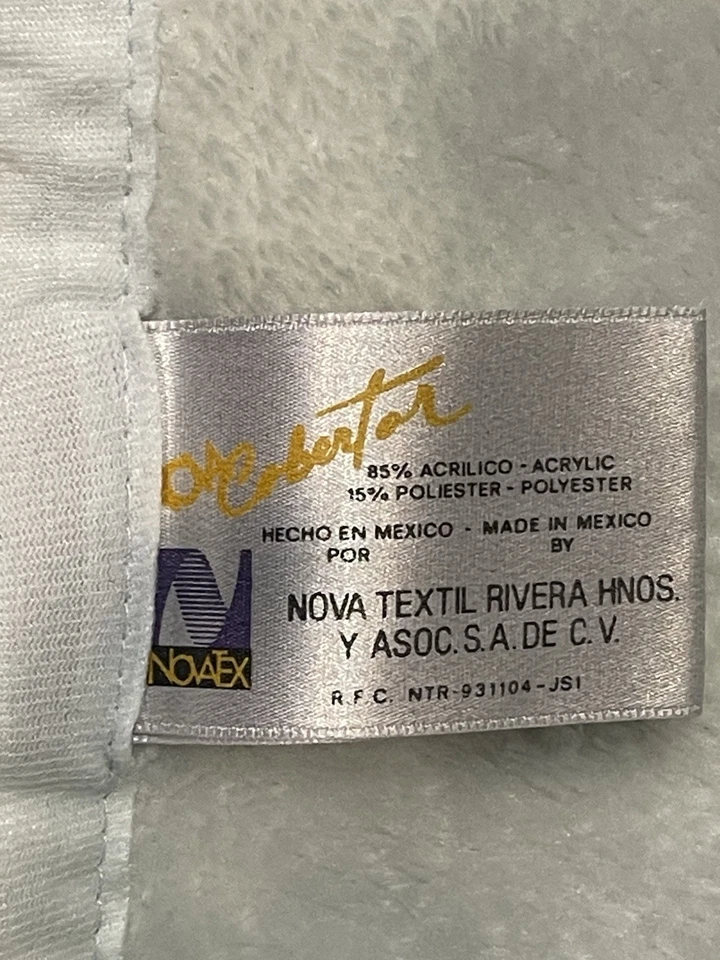 Cobertor
85% ACRILICO - ACRYLIC
15% POLIESTER - POLYESTER
HECHO EN MEXICO - MADE IN MEXICO
POR BY
NOVA TEXTIL RIVERA HNOS.
Y ASOC. S.A. DE C.V.
NOVATEX
R.F.C. NTR-931104-JS1